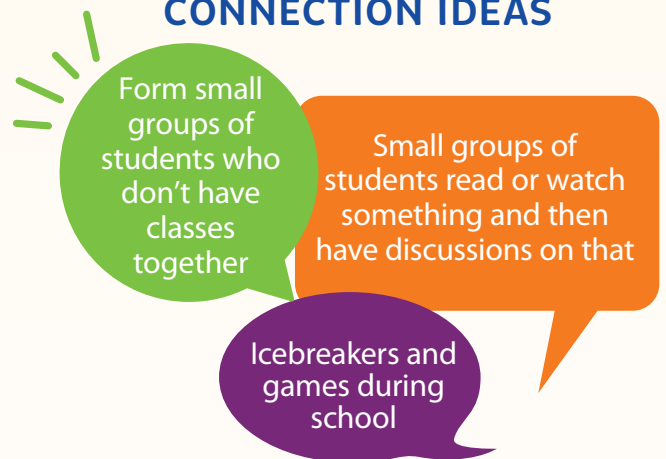 CONNECTION IDEAS
Form small
groups of
students who
don't have
classes
together
Small groups of
students read or watch
something and then
have discussions on that
Icebreakers and
games during
school